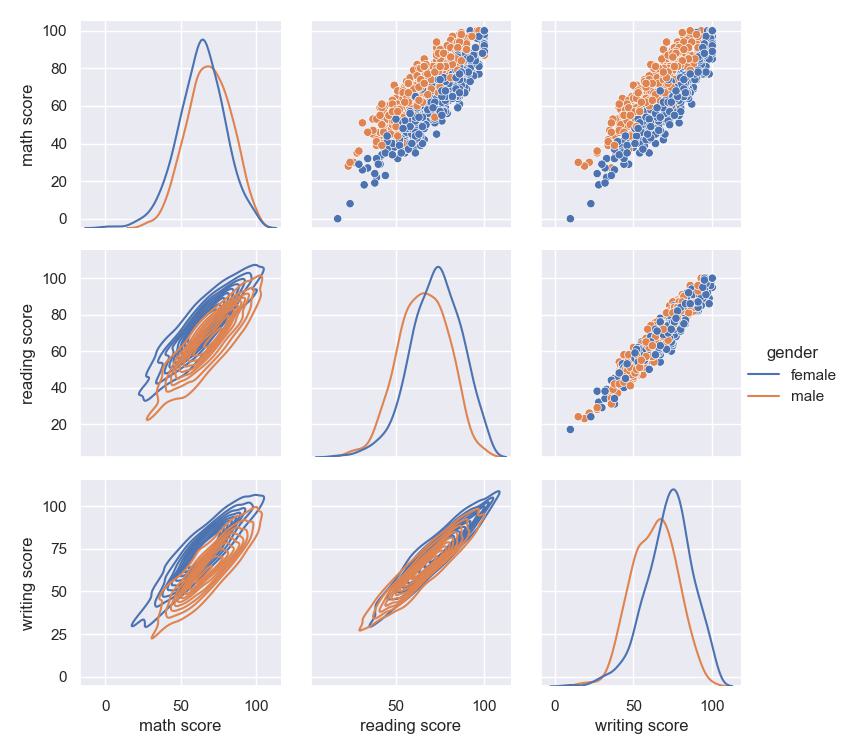 math score
100
80
60
40
20
0
reading score
100
80
60
40
20
gender
female
male
writing score
100
75
50
25
0
0 50 100
math score
50 100
reading score
0 50 100
writing score